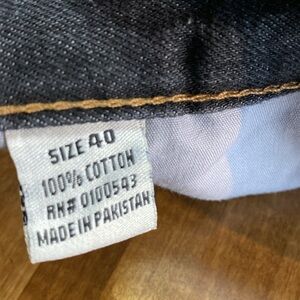 SIZE 40
100% COTTON
RN# 0100543
MADE IN PAKISTAN